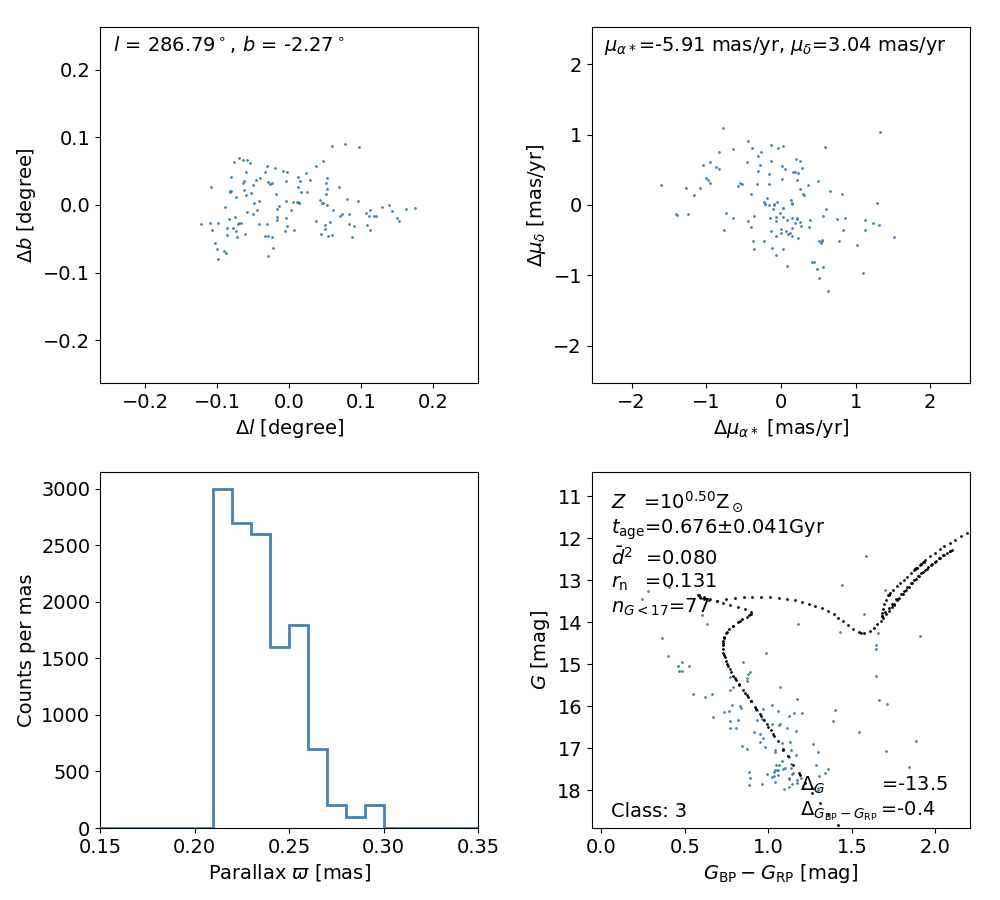 l = 286.79°, b = -2.27°
0.2
0.1
0.0
−0.1
−0.2
Δb [degree]
−0.2 −0.1 0.0 0.1 0.2
Δl [degree]
μα*=-5.91 mas/yr, μδ=3.04 mas/yr
2
1
0
−1
−2
Δμδ [mas/yr]
−2 −1 0 1 2
Δμα* [mas/yr]
3000
2500
2000
1500
1000
500
0
Counts per mas
0.15 0.20 0.25 0.30 0.35
Parallax ϖ [mas]
11
12
13
14
15
16
17
18
G [mag]
Z =10^0.50 Z⊙
t_age=0.676±0.041Gyr
d̄² =0.080
r_n =0.131
n_G<17=77
Δ_G =-13.5
Class: 3 Δ_GBP−GRP =-0.4
0.0 0.5 1.0 1.5 2.0
G_BP − G_RP [mag]